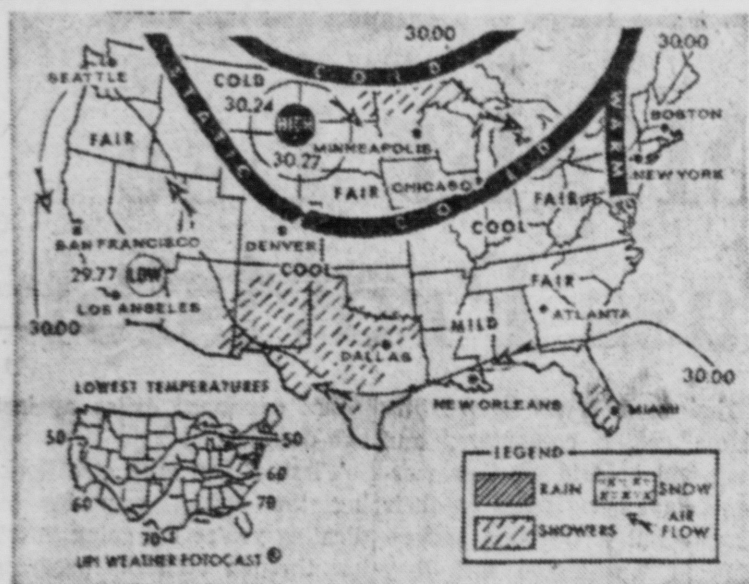 30.00
30.00
SEATTLE
COLD
COLD
STATIC
30.24
HIGH
WARM
BOSTON
FAIR
MINNEAPOLIS
30.27
NEW YORK
FAIR
CHICAGO
COLD
FAIR
COOL
SAN FRANCISCO
DENVER
29.77
LOW
COOL
FAIR
LOS ANGELES
ATLANTA
30.00
MILD
DALLAS
30.00
LOWEST TEMPERATURES
NEW ORLEANS
MIAMI
50
50
60
60
70
70
LEGEND
RAIN
SNOW
SHOWERS
AIR FLOW
UPI WEATHER FOTOCAST ®